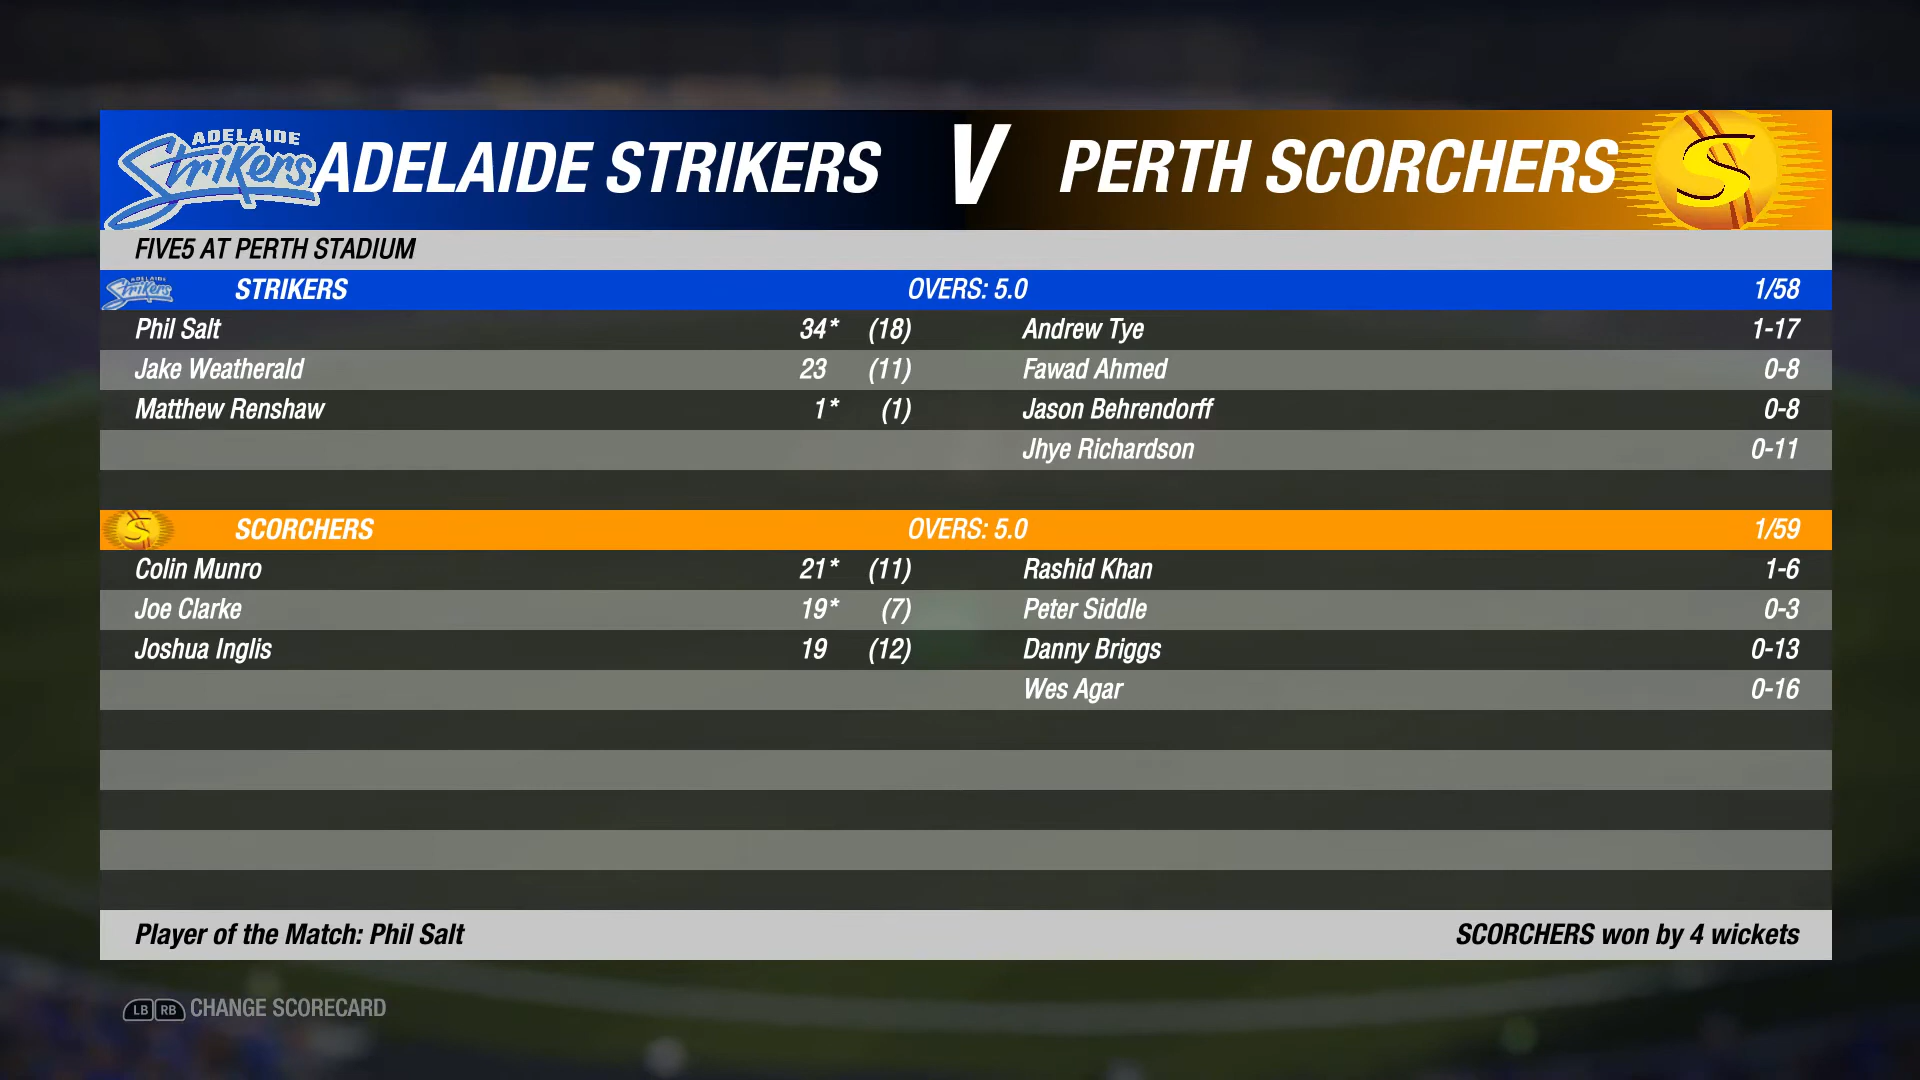 ADELAIDE Strikers ADELAIDE STRIKERS V PERTH SCORCHERS S
FIVE5 AT PERTH STADIUM
ADELAIDE Strikers STRIKERS OVERS: 5.0 1/58
Phil Salt 34* (18) Andrew Tye 1-17
Jake Weatherald 23 (11) Fawad Ahmed 0-8
Matthew Renshaw 1* (1) Jason Behrendorff 0-8
Jhye Richardson 0-11
S SCORCHERS OVERS: 5.0 1/59
Colin Munro 21* (11) Rashid Khan 1-6
Joe Clarke 19* (7) Peter Siddle 0-3
Joshua Inglis 19 (12) Danny Briggs 0-13
Wes Agar 0-16
Player of the Match: Phil Salt SCORCHERS won by 4 wickets
LB RB CHANGE SCORECARD